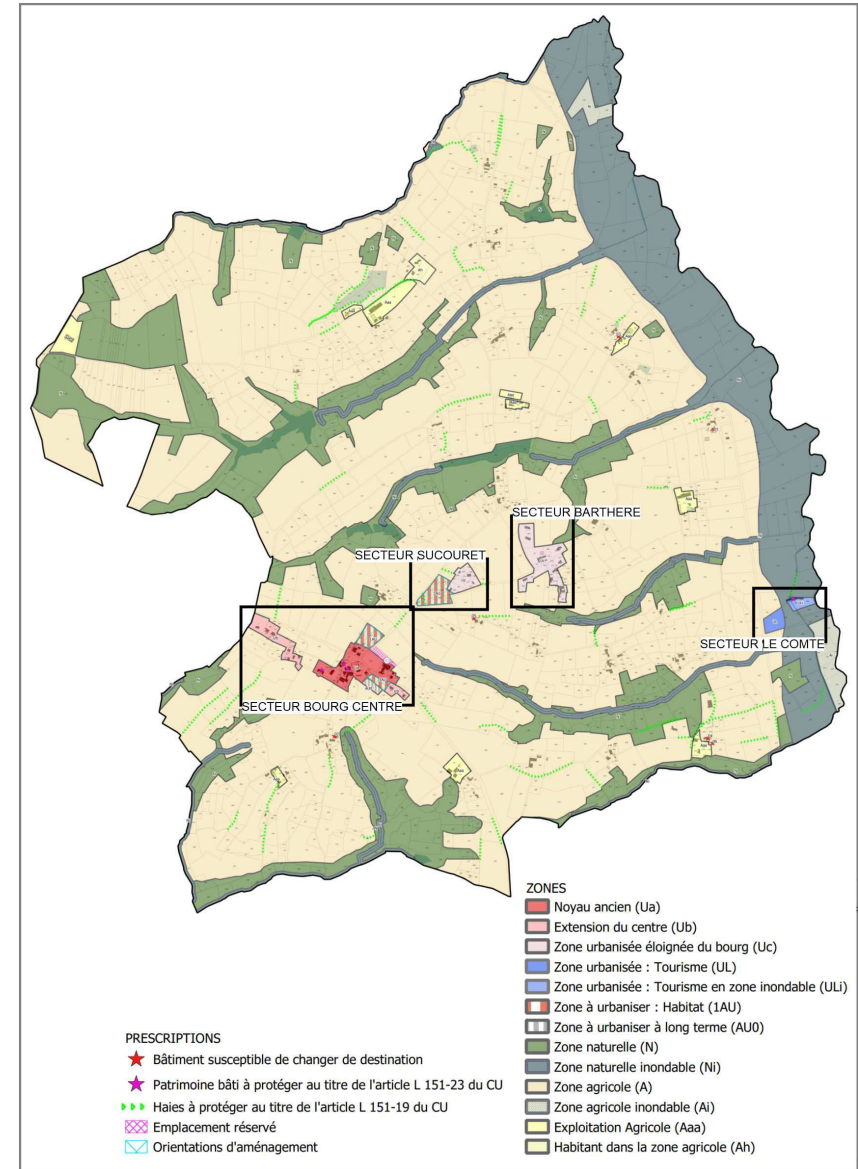 SECTEUR BARTHERE
SECTEUR SUCOURET
SECTEUR LE COMTE
SECTEUR BOURG CENTRE
ZONES
Noyau ancien (Ua)
Extension du centre (Ub)
Zone urbanisée éloignée du bourg (Uc)
Zone urbanisée : Tourisme (UL)
Zone urbanisée : Tourisme en zone inondable (ULi)
Zone à urbaniser : Habitat (1AU)
Zone à urbaniser à long terme (AU0)
Zone naturelle (N)
Zone naturelle inondable (Ni)
Zone agricole (A)
Zone agricole inondable (Ai)
Exploitation Agricole (Aaa)
Habitant dans la zone agricole (Ah)
PRESCRIPTIONS
Bâtiment susceptible de changer de destination
Patrimoine bâti à protéger au titre de l'article L 151-23 du CU
Haies à protéger au titre de l'article L 151-19 du CU
Emplacement réservé
Orientations d'aménagement